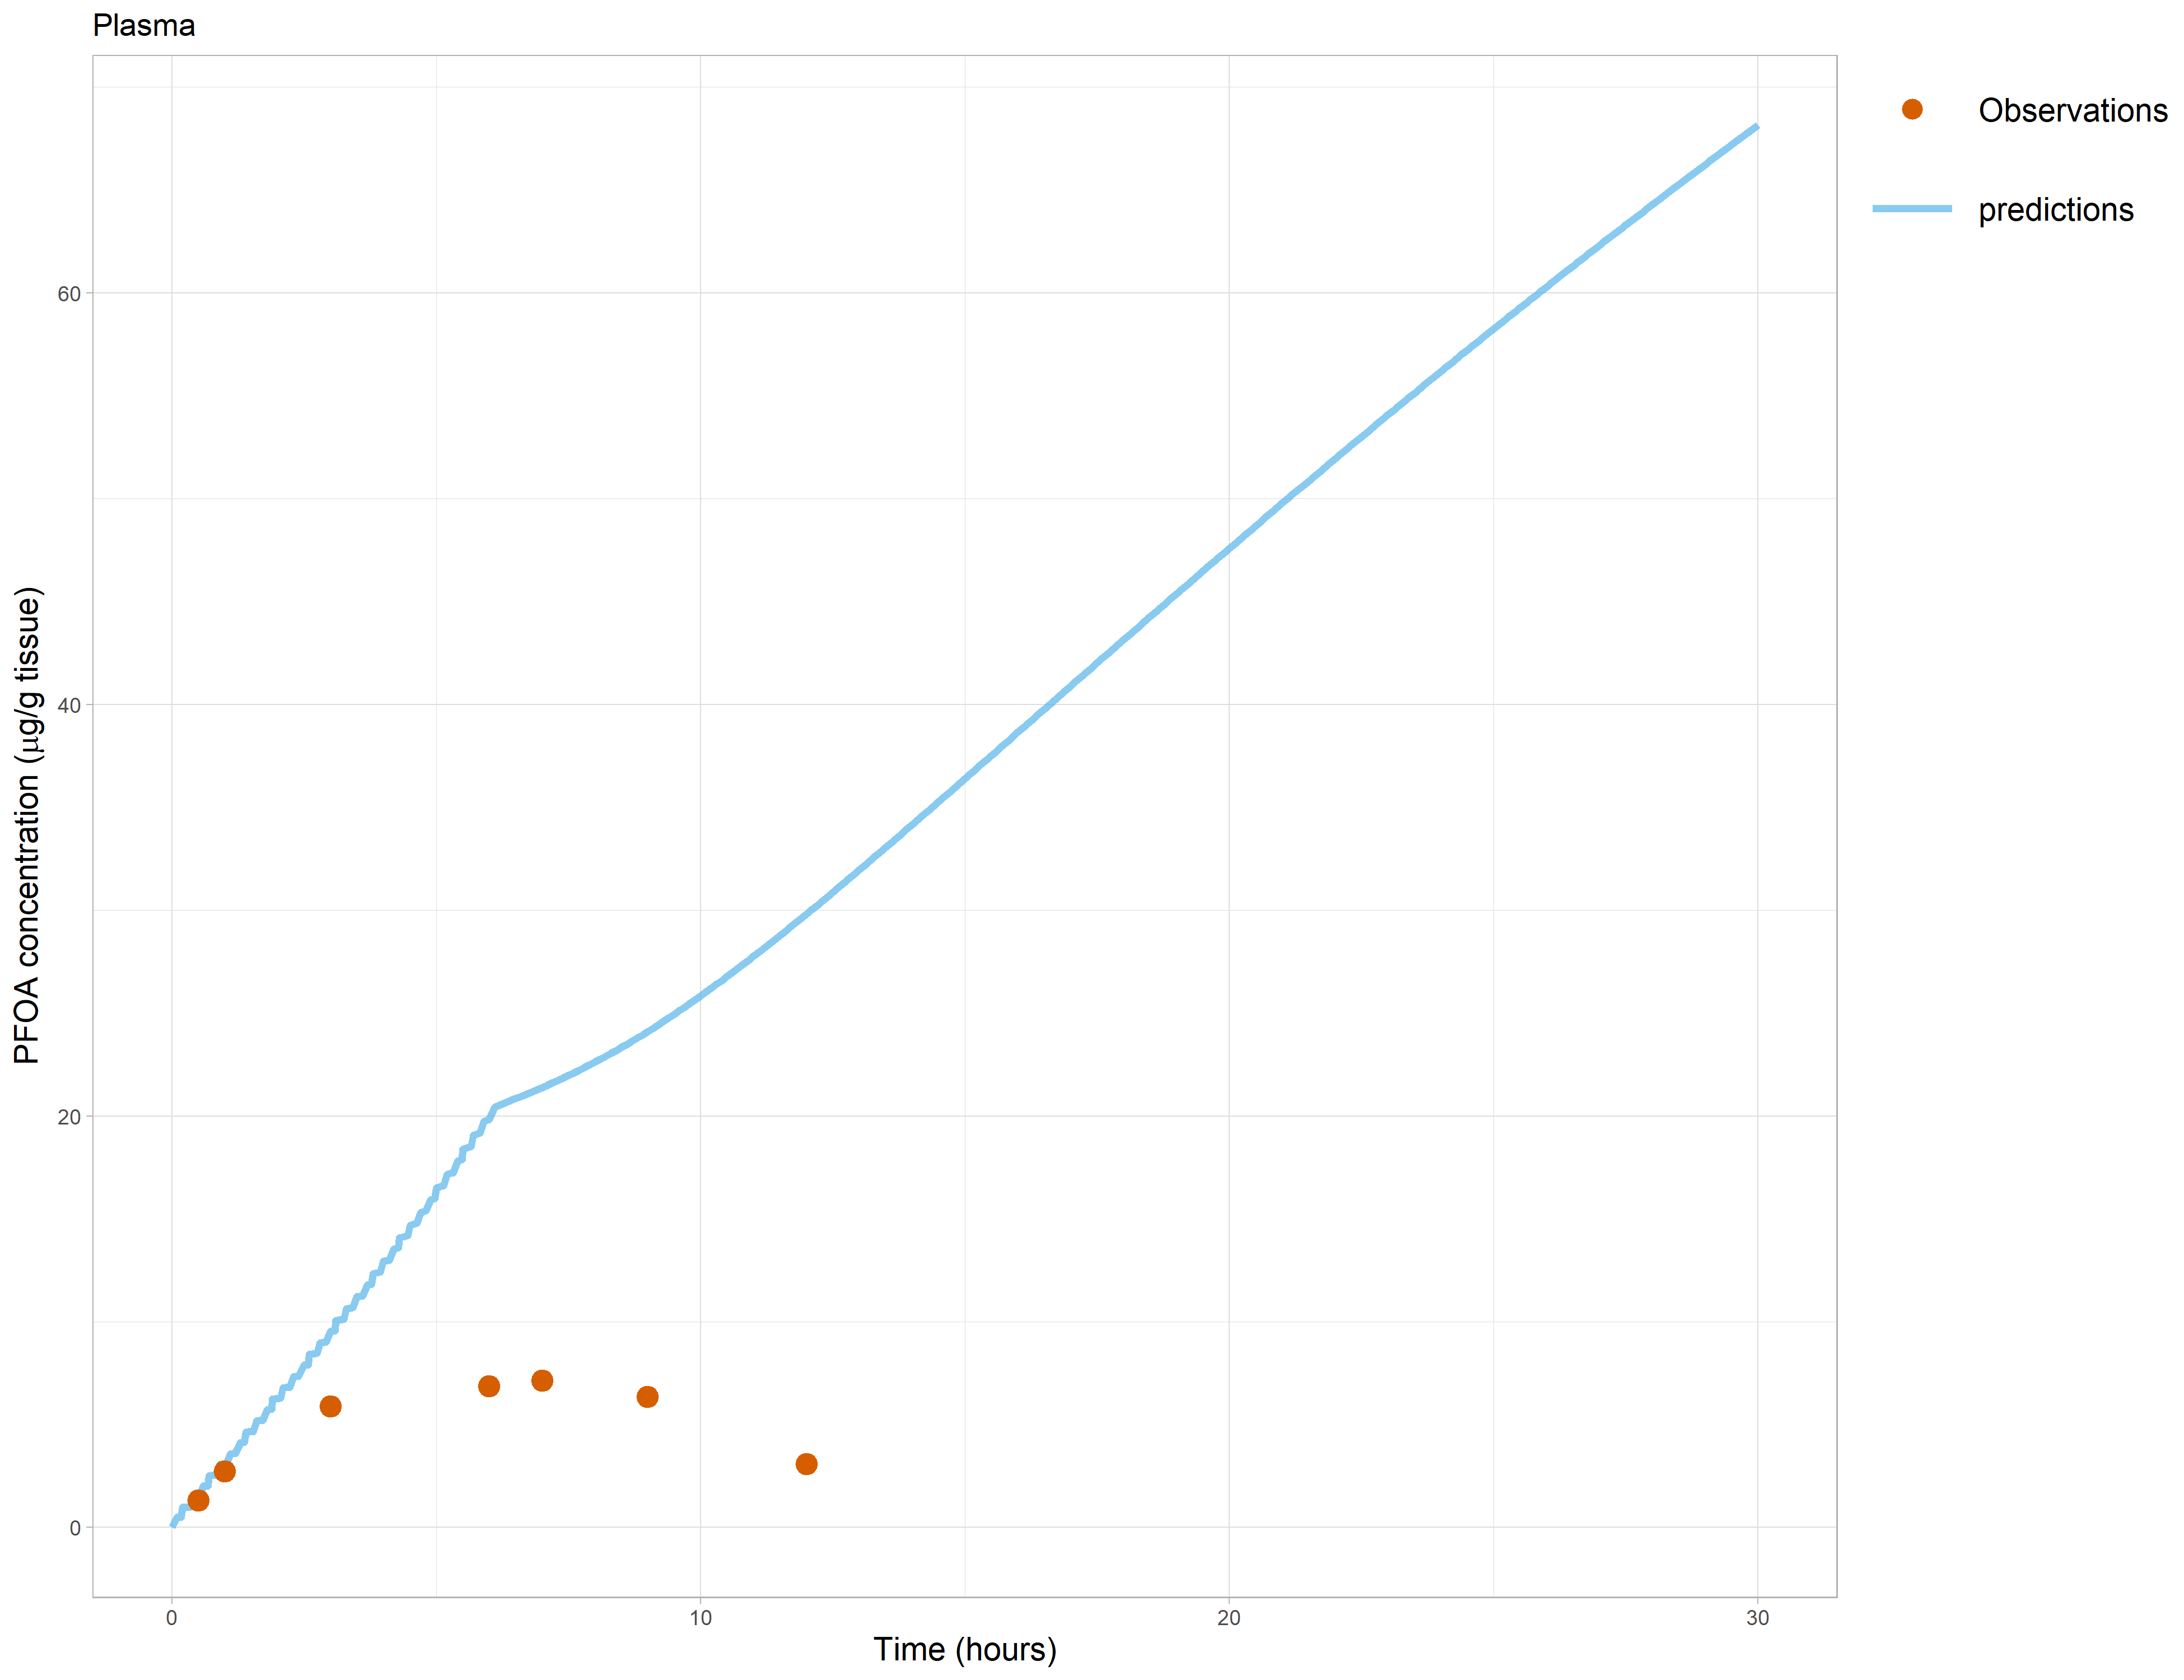 Plasma
Observations
predictions
PFOA concentration (μg/g tissue)
60
40
20
0
0 10 20 30
Time (hours)